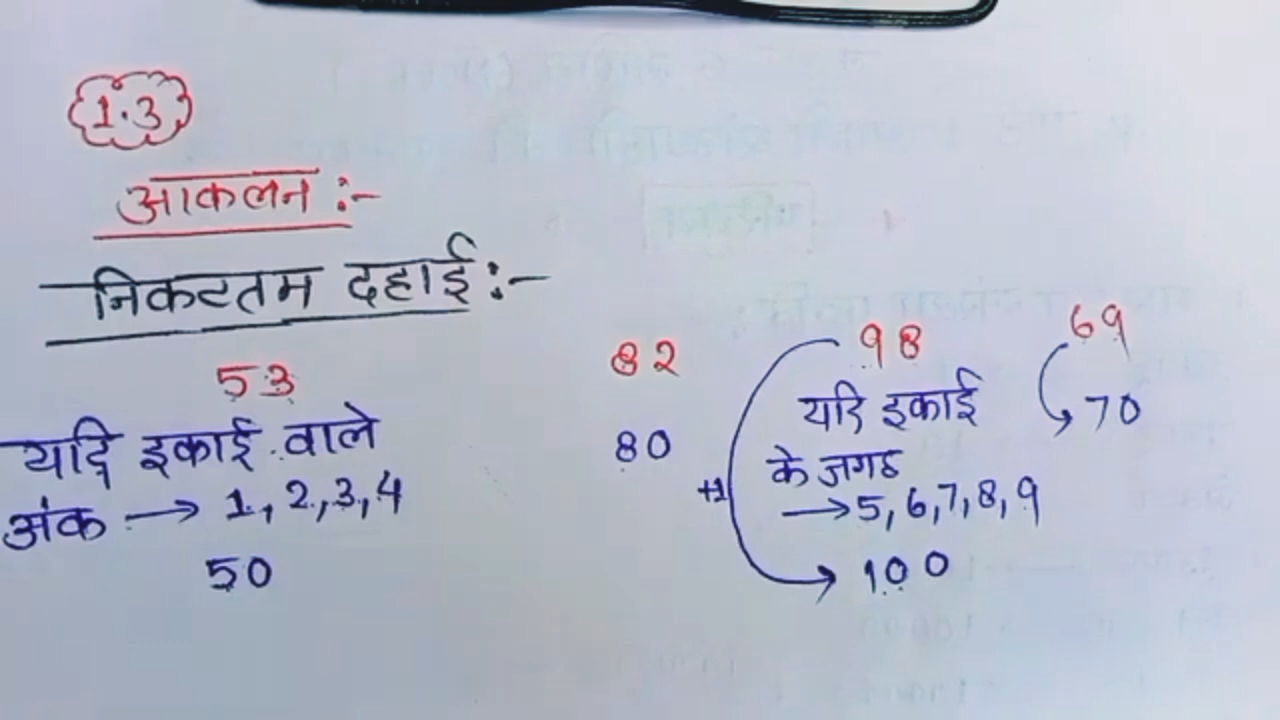 1.3
आकलन :-
निकटतम दहाई :-
53
यदि इकाई वाले
अंक → 1, 2, 3, 4
50
82
80
98
यदि इकाई
के जगह
→ 5, 6, 7, 8, 9
+1
100
69
70